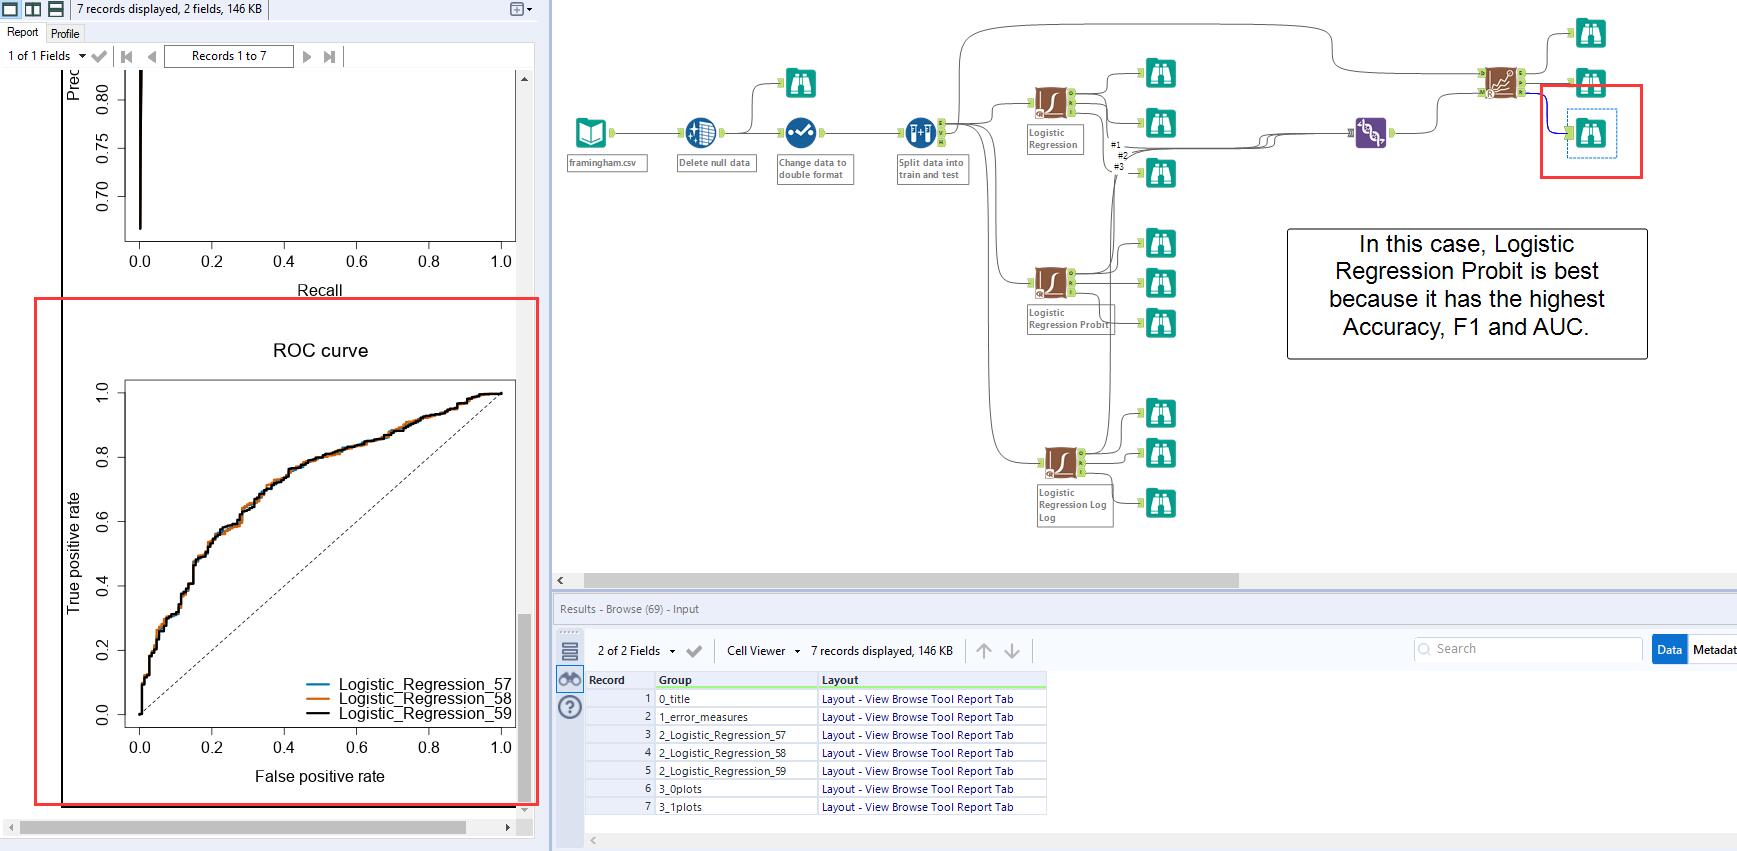 7 records displayed, 2 fields, 146 KB
Report
Profile
1 of 1 Fields
Records 1 to 7
0.80
0.75
0.70
0.0 0.2 0.4 0.6 0.8 1.0
Recall
ROC curve
True positive rate
1.0
0.8
0.6
0.4
0.2
0.0
Logistic_Regression_57
Logistic_Regression_58
Logistic_Regression_59
0.0 0.2 0.4 0.6 0.8 1.0
False positive rate
framingham.csv
Delete null data
Change data to
double format
Split data into
train and test
Logistic
Regression
#1
#2
#3
Logistic
Regression Probit
Logistic
Regression Log
Log
In this case, Logistic
Regression Probit is best
because it has the highest
Accuracy, F1 and AUC.
Results - Browse (69) - Input
2 of 2 Fields
Cell Viewer
7 records displayed, 146 KB
Search
Data
Metadat
Record Group Layout
1 0_title Layout - View Browse Tool Report Tab
2 1_error_measures Layout - View Browse Tool Report Tab
3 2_Logistic_Regression_57 Layout - View Browse Tool Report Tab
4 2_Logistic_Regression_58 Layout - View Browse Tool Report Tab
5 2_Logistic_Regression_59 Layout - View Browse Tool Report Tab
6 3_0plots Layout - View Browse Tool Report Tab
7 3_1plots Layout - View Browse Tool Report Tab